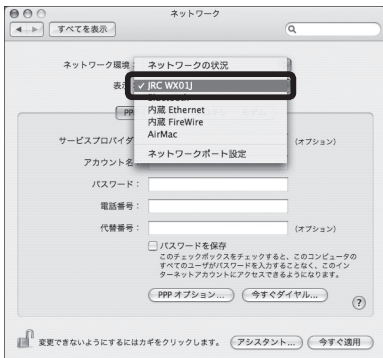 ネットワーク
すべてを表示
ネットワーク環境： ネットワークの状況
表示 ✓ JRC WX01J
内蔵 Ethernet
PPP 内蔵 FireWire
AirMac
サービスプロバイダ （オプション）
ネットワークポート設定
アカウント名
パスワード：
電話番号：
代替番号： （オプション）
パスワードを保存
このチェックボックスをチェックすると、このコンピュータの
すべてのユーザがパスワードを入力することなく、このイン
ターネットアカウントにアクセスできるようになります。
PPP オプション... 今すぐダイヤル... ?
変更できないようにするにはカギをクリックします。 アシスタント... 今すぐ適用